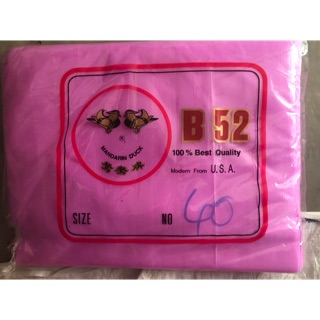 B 52
100% Best Quality
Modern From U.S.A.
®
MANDARIN DUCK
SIZE NO 40